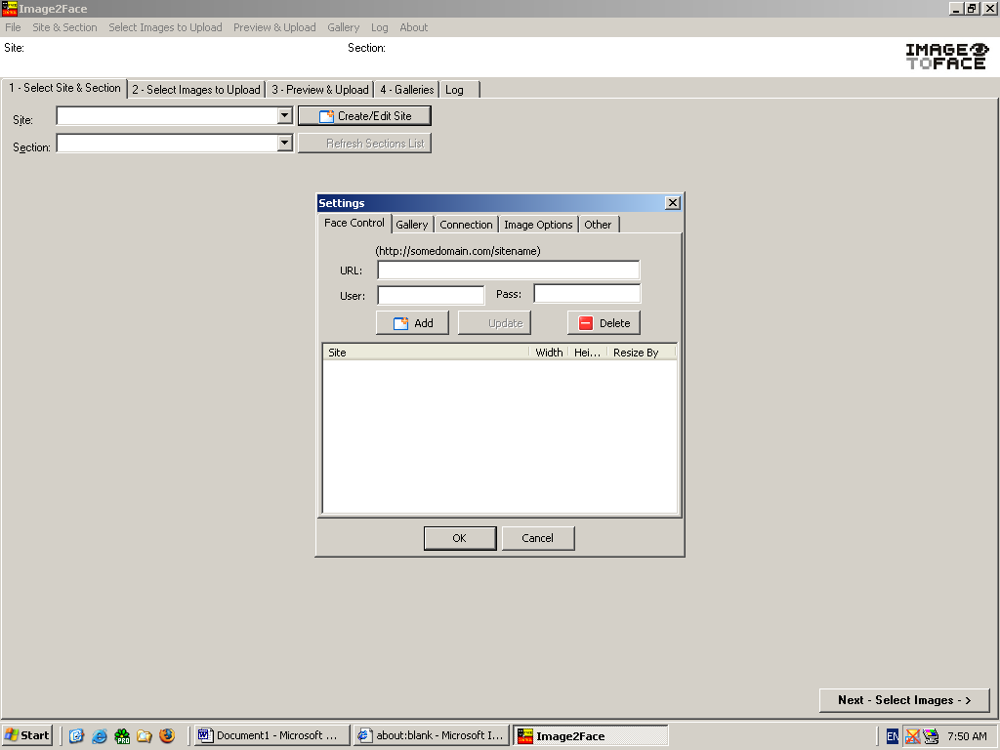 Image2Face
File Site & Section Select Images to Upload Preview & Upload Gallery Log About
Site: Section:
IMAGE
TOFACE
1 - Select Site & Section 2 - Select Images to Upload 3 - Preview & Upload 4 - Galleries Log
Site: Create/Edit Site
Section: Refresh Sections List
Settings
Face Control Gallery Connection Image Options Other
(http://somedomain.com/sitename)
URL:
User: Pass:
Add Update Delete
Site Width Hei... Resize By
OK Cancel
Next - Select Images - >
Start PRO Document1 - Microsoft ... about:blank - Microsoft I... Image2Face EN 7:50 AM